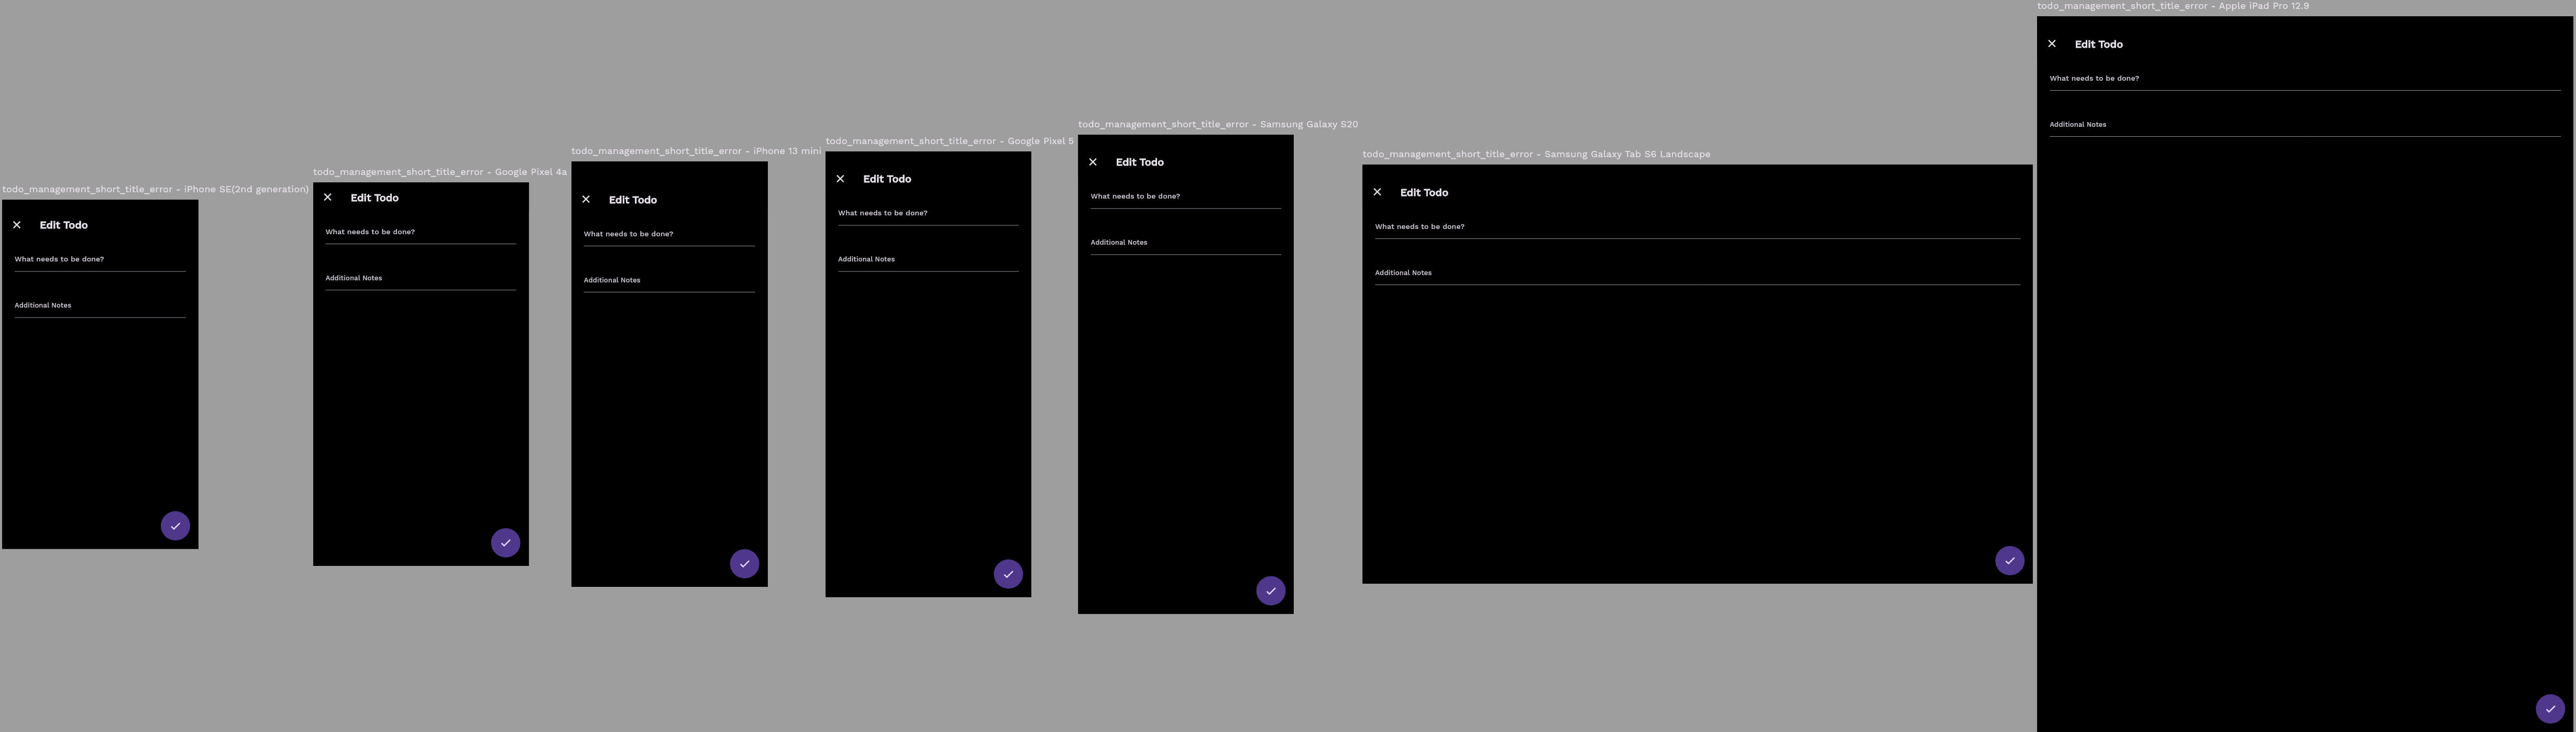 todo_management_short_title_error - iPhone SE(2nd generation)
Edit Todo
What needs to be done?
Additional Notes
todo_management_short_title_error - Google Pixel 4a
Edit Todo
What needs to be done?
Additional Notes
todo_management_short_title_error - iPhone 13 mini
Edit Todo
What needs to be done?
Additional Notes
todo_management_short_title_error - Google Pixel 5
Edit Todo
What needs to be done?
Additional Notes
todo_management_short_title_error - Samsung Galaxy S20
Edit Todo
What needs to be done?
Additional Notes
todo_management_short_title_error - Samsung Galaxy Tab S6 Landscape
Edit Todo
What needs to be done?
Additional Notes
todo_management_short_title_error - Apple iPad Pro 12.9
Edit Todo
What needs to be done?
Additional Notes